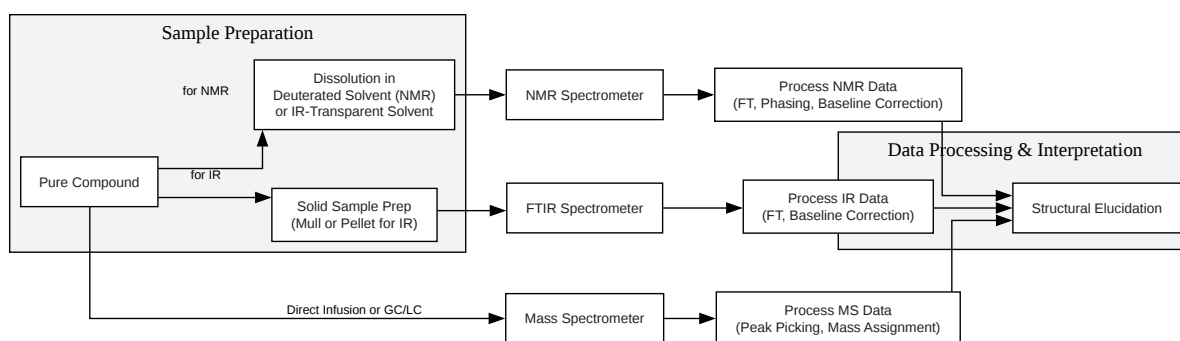 Sample Preparation
for NMR
Dissolution in
Deuterated Solvent (NMR)
or IR-Transparent Solvent
NMR Spectrometer
Process NMR Data
(FT, Phasing, Baseline Correction)
Data Processing & Interpretation
Pure Compound
for IR
Solid Sample Prep
(Mull or Pellet for IR)
FTIR Spectrometer
Process IR Data
(FT, Baseline Correction)
Structural Elucidation
Direct Infusion or GC/LC
Mass Spectrometer
Process MS Data
(Peak Picking, Mass Assignment)